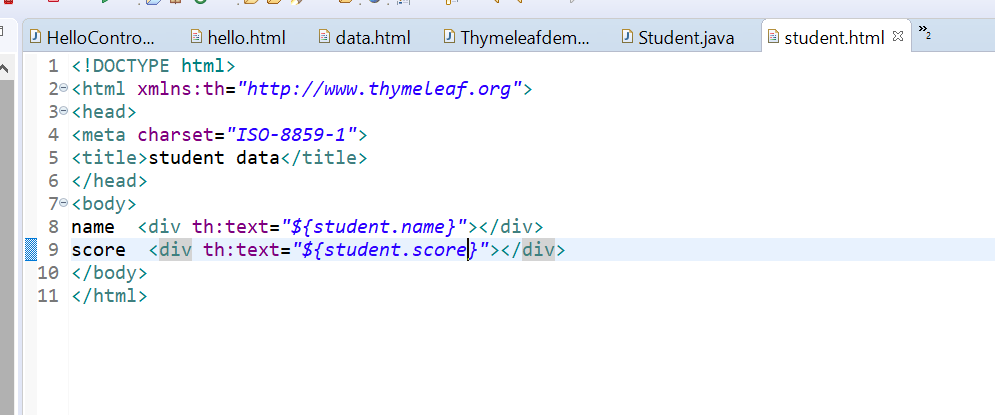 HelloContro... hello.html data.html Thymeleafdem... Student.java student.html »2
1 <!DOCTYPE html>
2 <html xmlns:th="http://www.thymeleaf.org">
3 <head>
4 <meta charset="ISO-8859-1">
5 <title>student data</title>
6 </head>
7 <body>
8 name  <div th:text="${student.name}"></div>
9 score  <div th:text="${student.score}"></div>
10 </body>
11 </html>